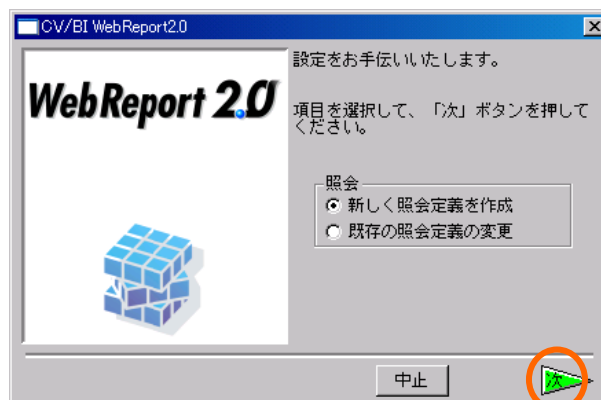 CV/BI WebReport2.0
設定をお手伝いいたします。
WebReport 2.0
項目を選択して、「次」ボタンを押して
ください。
照会
新しく照会定義を作成
既存の照会定義の変更
中止
次